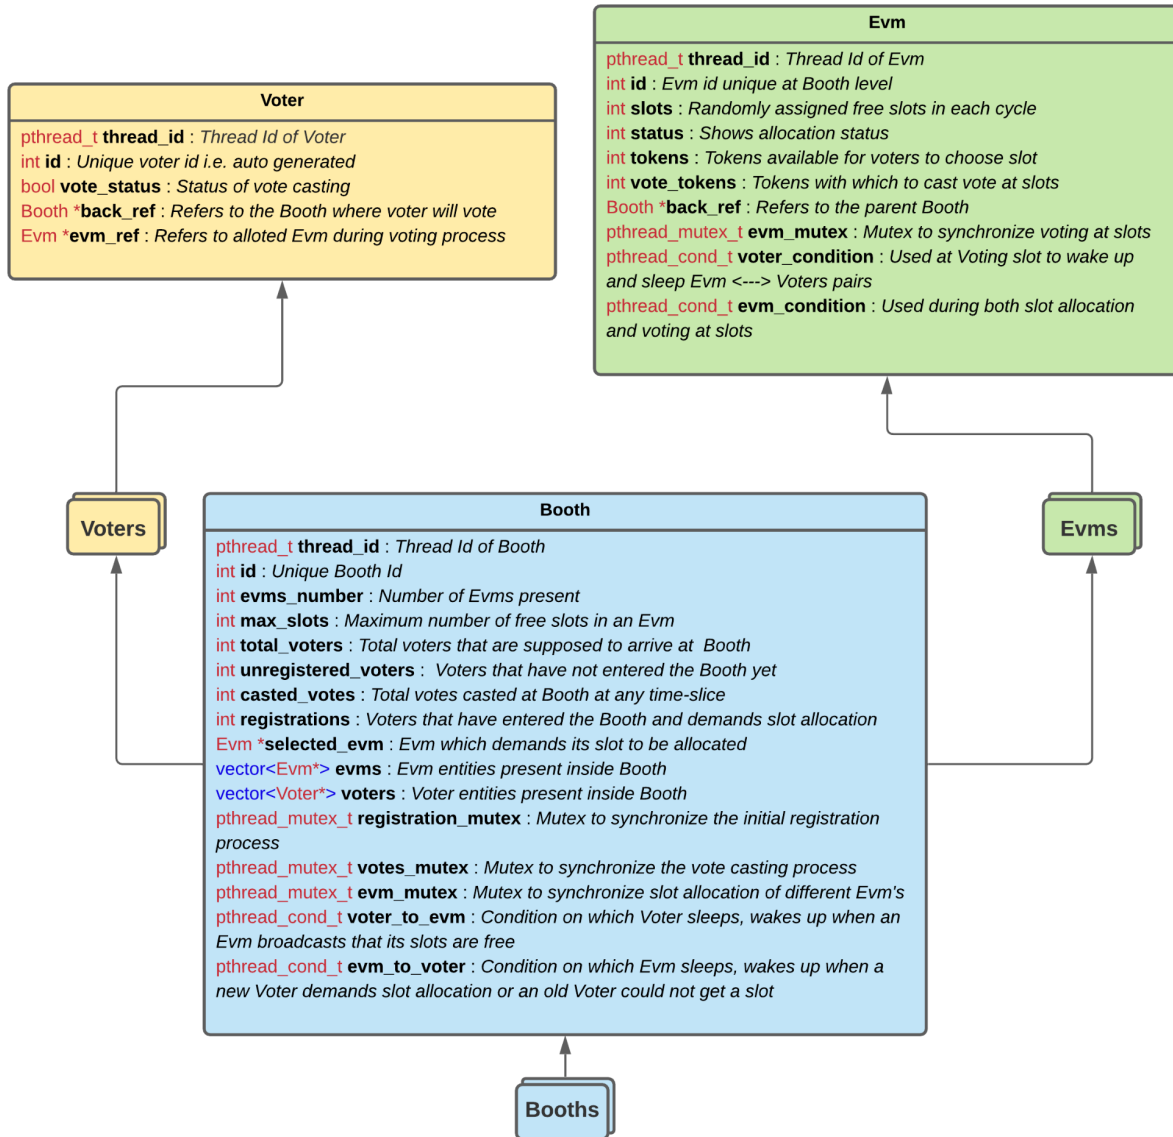 Voter
pthread_t thread_id : Thread Id of Voter
int id : Unique voter id i.e. auto generated
bool vote_status : Status of vote casting
Booth *back_ref : Refers to the Booth where voter will vote
Evm *evm_ref : Refers to alloted Evm during voting process
Evm
pthread_t thread_id : Thread Id of Evm
int id : Evm id unique at Booth level
int slots : Randomly assigned free slots in each cycle
int status : Shows allocation status
int tokens : Tokens available for voters to choose slot
int vote_tokens : Tokens with which to cast vote at slots
Booth *back_ref : Refers to the parent Booth
pthread_mutex_t evm_mutex : Mutex to synchronize voting at slots
pthread_cond_t voter_condition : Used at Voting slot to wake up
and sleep Evm <---> Voters pairs
pthread_cond_t evm_condition : Used during both slot allocation
and voting at slots
Voters
Evms
Booth
pthread_t thread_id : Thread Id of Booth
int id : Unique Booth Id
int evms_number : Number of Evms present
int max_slots : Maximum number of free slots in an Evm
int total_voters : Total voters that are supposed to arrive at Booth
int unregistered_voters : Voters that have not entered the Booth yet
int casted_votes : Total votes casted at Booth at any time-slice
int registrations : Voters that have entered the Booth and demands slot allocation
Evm *selected_evm : Evm which demands its slot to be allocated
vector<Evm*> evms : Evm entities present inside Booth
vector<Voter*> voters : Voter entities present inside Booth
pthread_mutex_t registration_mutex : Mutex to synchronize the initial registration
process
pthread_mutex_t votes_mutex : Mutex to synchronize the vote casting process
pthread_mutex_t evm_mutex : Mutex to synchronize slot allocation of different Evm's
pthread_cond_t voter_to_evm : Condition on which Voter sleeps, wakes up when an
Evm broadcasts that its slots are free
pthread_cond_t evm_to_voter : Condition on which Evm sleeps, wakes up when a
new Voter demands slot allocation or an old Voter could not get a slot
Booths